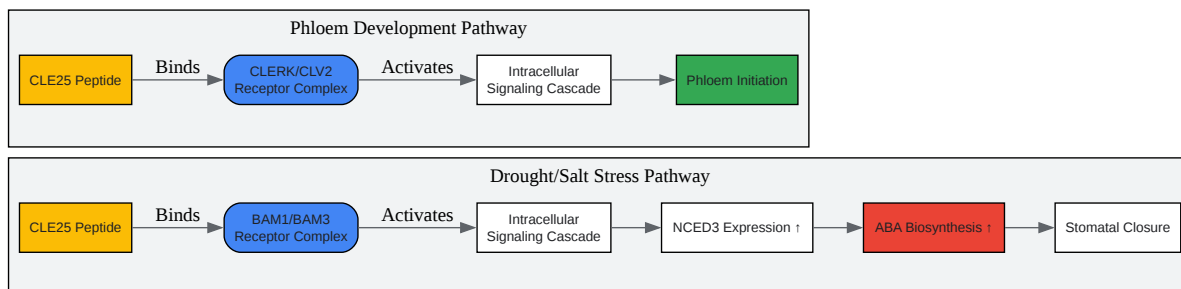 Phloem Development Pathway
CLE25 Peptide
Binds
CLERK/CLV2
Receptor Complex
Activates
Intracellular
Signaling Cascade
Phloem Initiation
Drought/Salt Stress Pathway
CLE25 Peptide
Binds
BAM1/BAM3
Receptor Complex
Activates
Intracellular
Signaling Cascade
NCED3 Expression ↑
ABA Biosynthesis ↑
Stomatal Closure